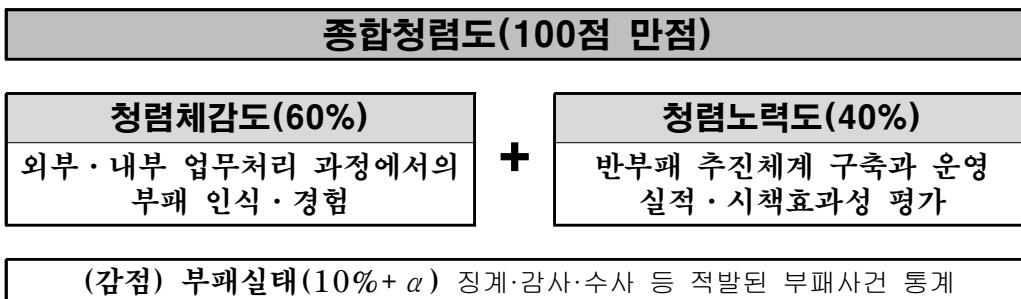 종합청렴도(100점 만점)
청렴체감도(60%)
외부·내부 업무처리 과정에서의
부패 인식·경험
+
청렴노력도(40%)
반부패 추진체계 구축과 운영
실적·시책효과성 평가
(감점) 부패실태(10%+α) 징계·감사·수사 등 적발된 부패사건 통계